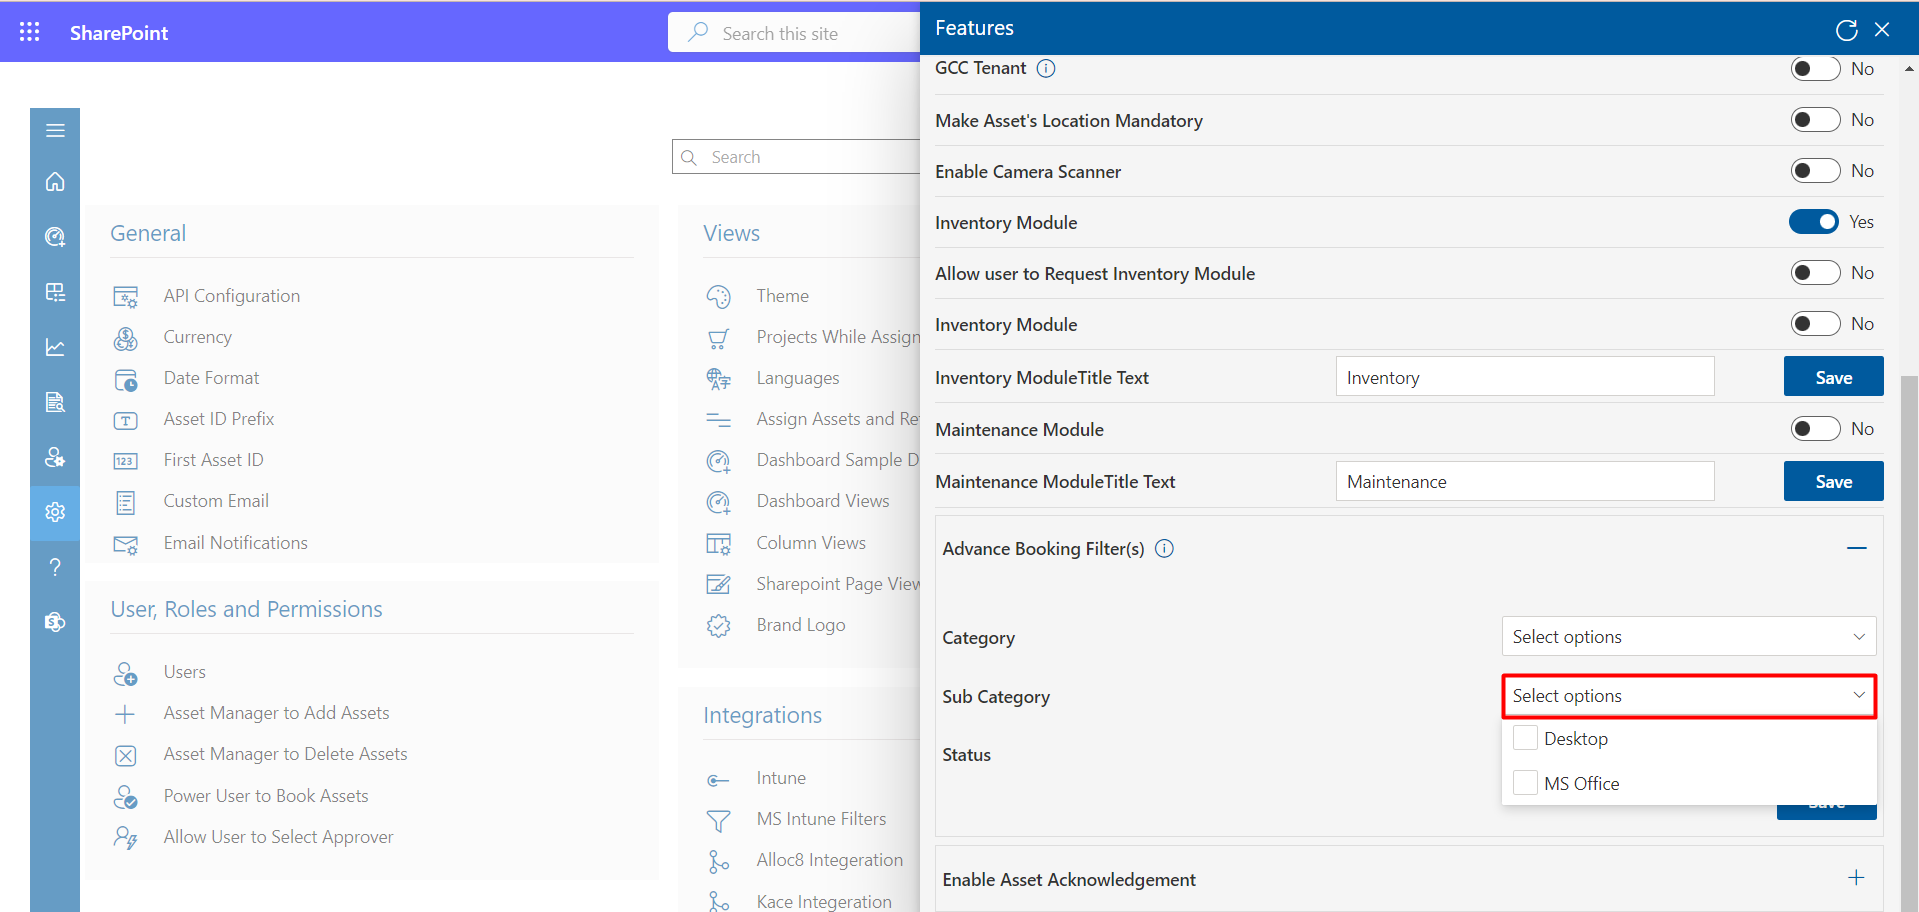 SharePoint
Search this site
Search
General
API Configuration
Currency
Date Format
Asset ID Prefix
123
First Asset ID
Custom Email
Email Notifications
User, Roles and Permissions
Users
Asset Manager to Add Assets
Asset Manager to Delete Assets
Power User to Book Assets
Allow User to Select Approver
Views
Theme
Projects While Assign
Languages
Assign Assets and Re
Dashboard Sample D
Dashboard Views
Column Views
Sharepoint Page View
Brand Logo
Integrations
Intune
MS Intune Filters
Alloc8 Integeration
Kace Integeration
Features
GCC Tenant
No
Make Asset's Location Mandatory
No
Enable Camera Scanner
No
Inventory Module
Yes
Allow user to Request Inventory Module
No
Inventory Module
No
Inventory ModuleTitle Text
Inventory
Save
Maintenance Module
No
Maintenance ModuleTitle Text
Maintenance
Save
Advance Booking Filter(s)
Category
Select options
Sub Category
Select options
Desktop
MS Office
Status
Save
Enable Asset Acknowledgement